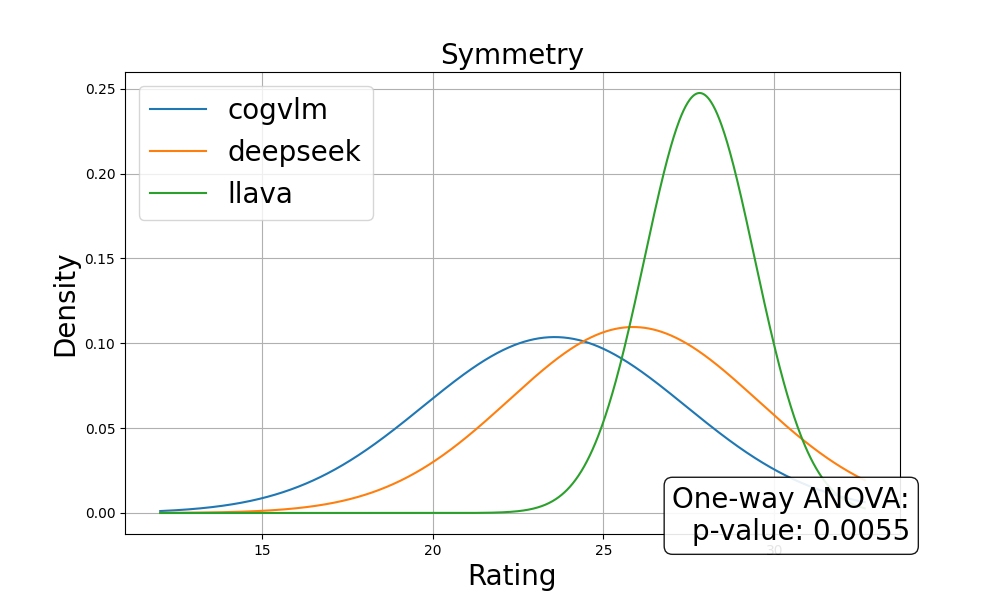 Symmetry
cogvlm
deepseek
llava
Density
0.25
0.20
0.15
0.10
0.05
0.00
One-way ANOVA:
p-value: 0.0055
15
20
25
30
Rating